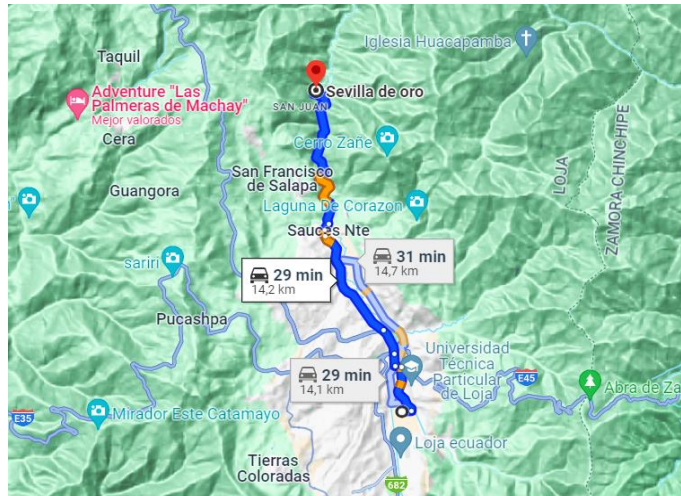 Iglesia Huacapamba
Taquil
Sevilla de oro
SAN JUAN
Adventure "Las
Palmeras de Machay"
Mejor valorados
Cera
Cerro Zañe
San Francisco
de Salapa
Guangora
Laguna De Corazon
LOJA
ZAMORA CHINCHIPE
Sauces Nte
31 min
14,7 km
sariri
29 min
14,2 km
Pucashpa
Universidad
Técnica
Particular
de Loja
29 min
14,1 km
E45
Abra de Za
E35
Mirador Este Catamayo
Loja ecuador
Tierras
Coloradas
682